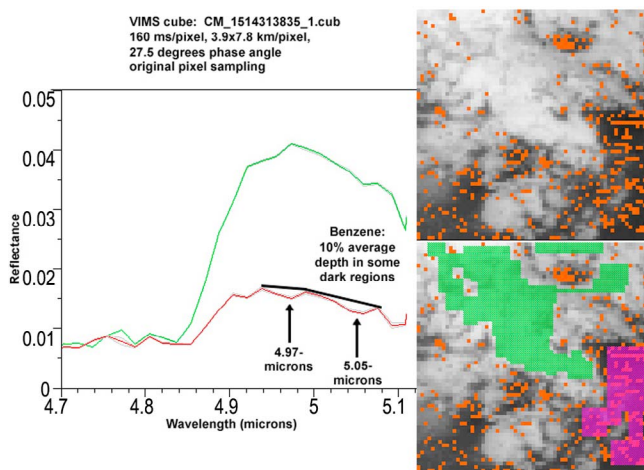 VIMS cube: CM_1514313835_1.cub
160 ms/pixel, 3.9x7.8 km/pixel,
27.5 degrees phase angle
original pixel sampling
0.05
0.04
0.03
0.02
0.01
0
Reflectance
Benzene:
10% average
depth in some
dark regions
4.97-
microns
5.05-
microns
4.7
4.8
4.9
5
5.1
Wavelength (microns)